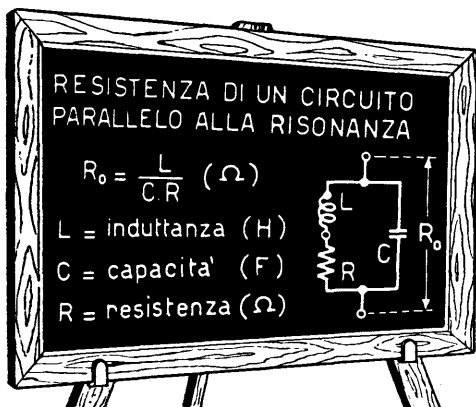 RESISTENZA DI UN CIRCUITO
PARALLELO ALLA RISONANZA
R₀ = L / C.R (Ω)
L = induttanza (H)
C = capacita' (F)
R = resistenza (Ω)
L
R
C
R₀